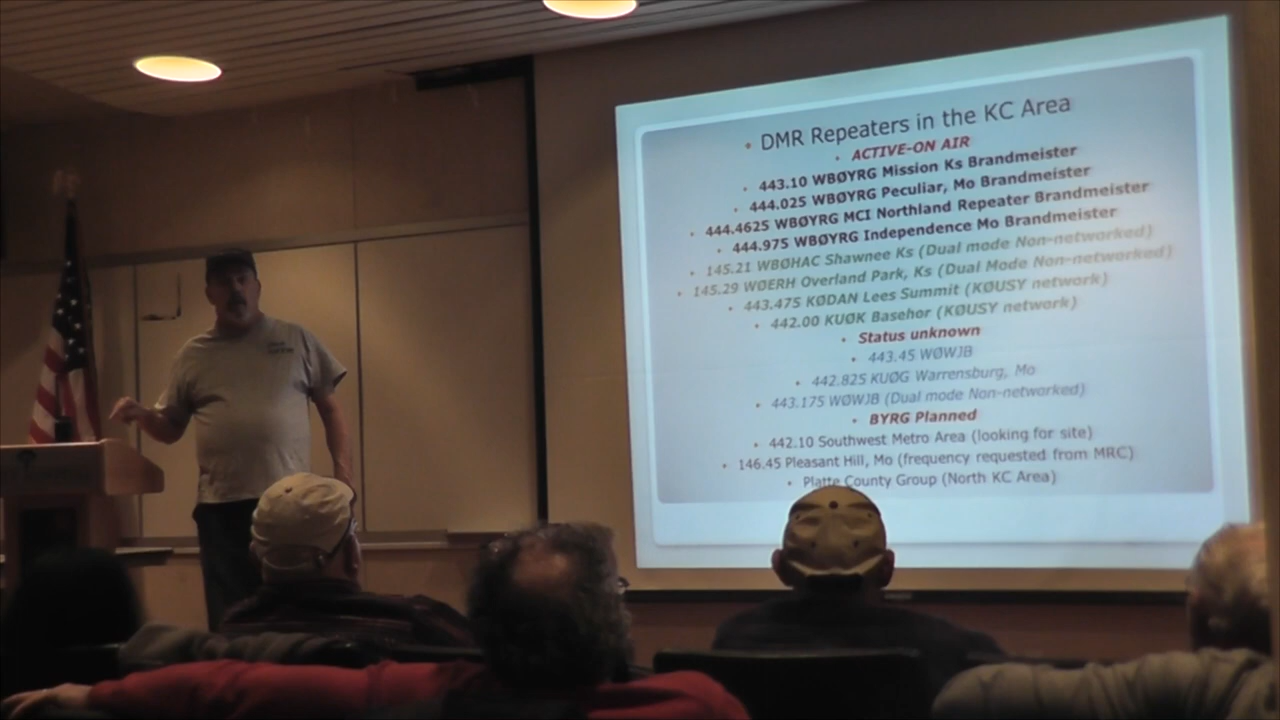 • DMR Repeaters in the KC Area
• ACTIVE-ON AIR
• 443.10 WBØYRG Mission Ks Brandmeister
• 444.025 WBØYRG Peculiar, Mo Brandmeister
• 444.4625 WBØYRG MCI Northland Repeater Brandmeister
• 444.975 WBØYRG Independence Mo Brandmeister
• 145.21 WBØHAC Shawnee Ks (Dual mode Non-networked)
• 145.29 WØERH Overland Park, Ks (Dual Mode Non-networked)
• 443.475 KØDAN Lees Summit (KØUSY network)
• 442.00 KUØK Basehor (KØUSY network)
• Status unknown
• 443.45 WØWJB
• 442.825 KUØG Warrensburg, Mo
• 443.175 WØWJB (Dual mode Non-networked)
• BYRG Planned
• 442.10 Southwest Metro Area (looking for site)
• 146.45 Pleasant Hill, Mo (frequency requested from MRC)
• Platte County Group (North KC Area)